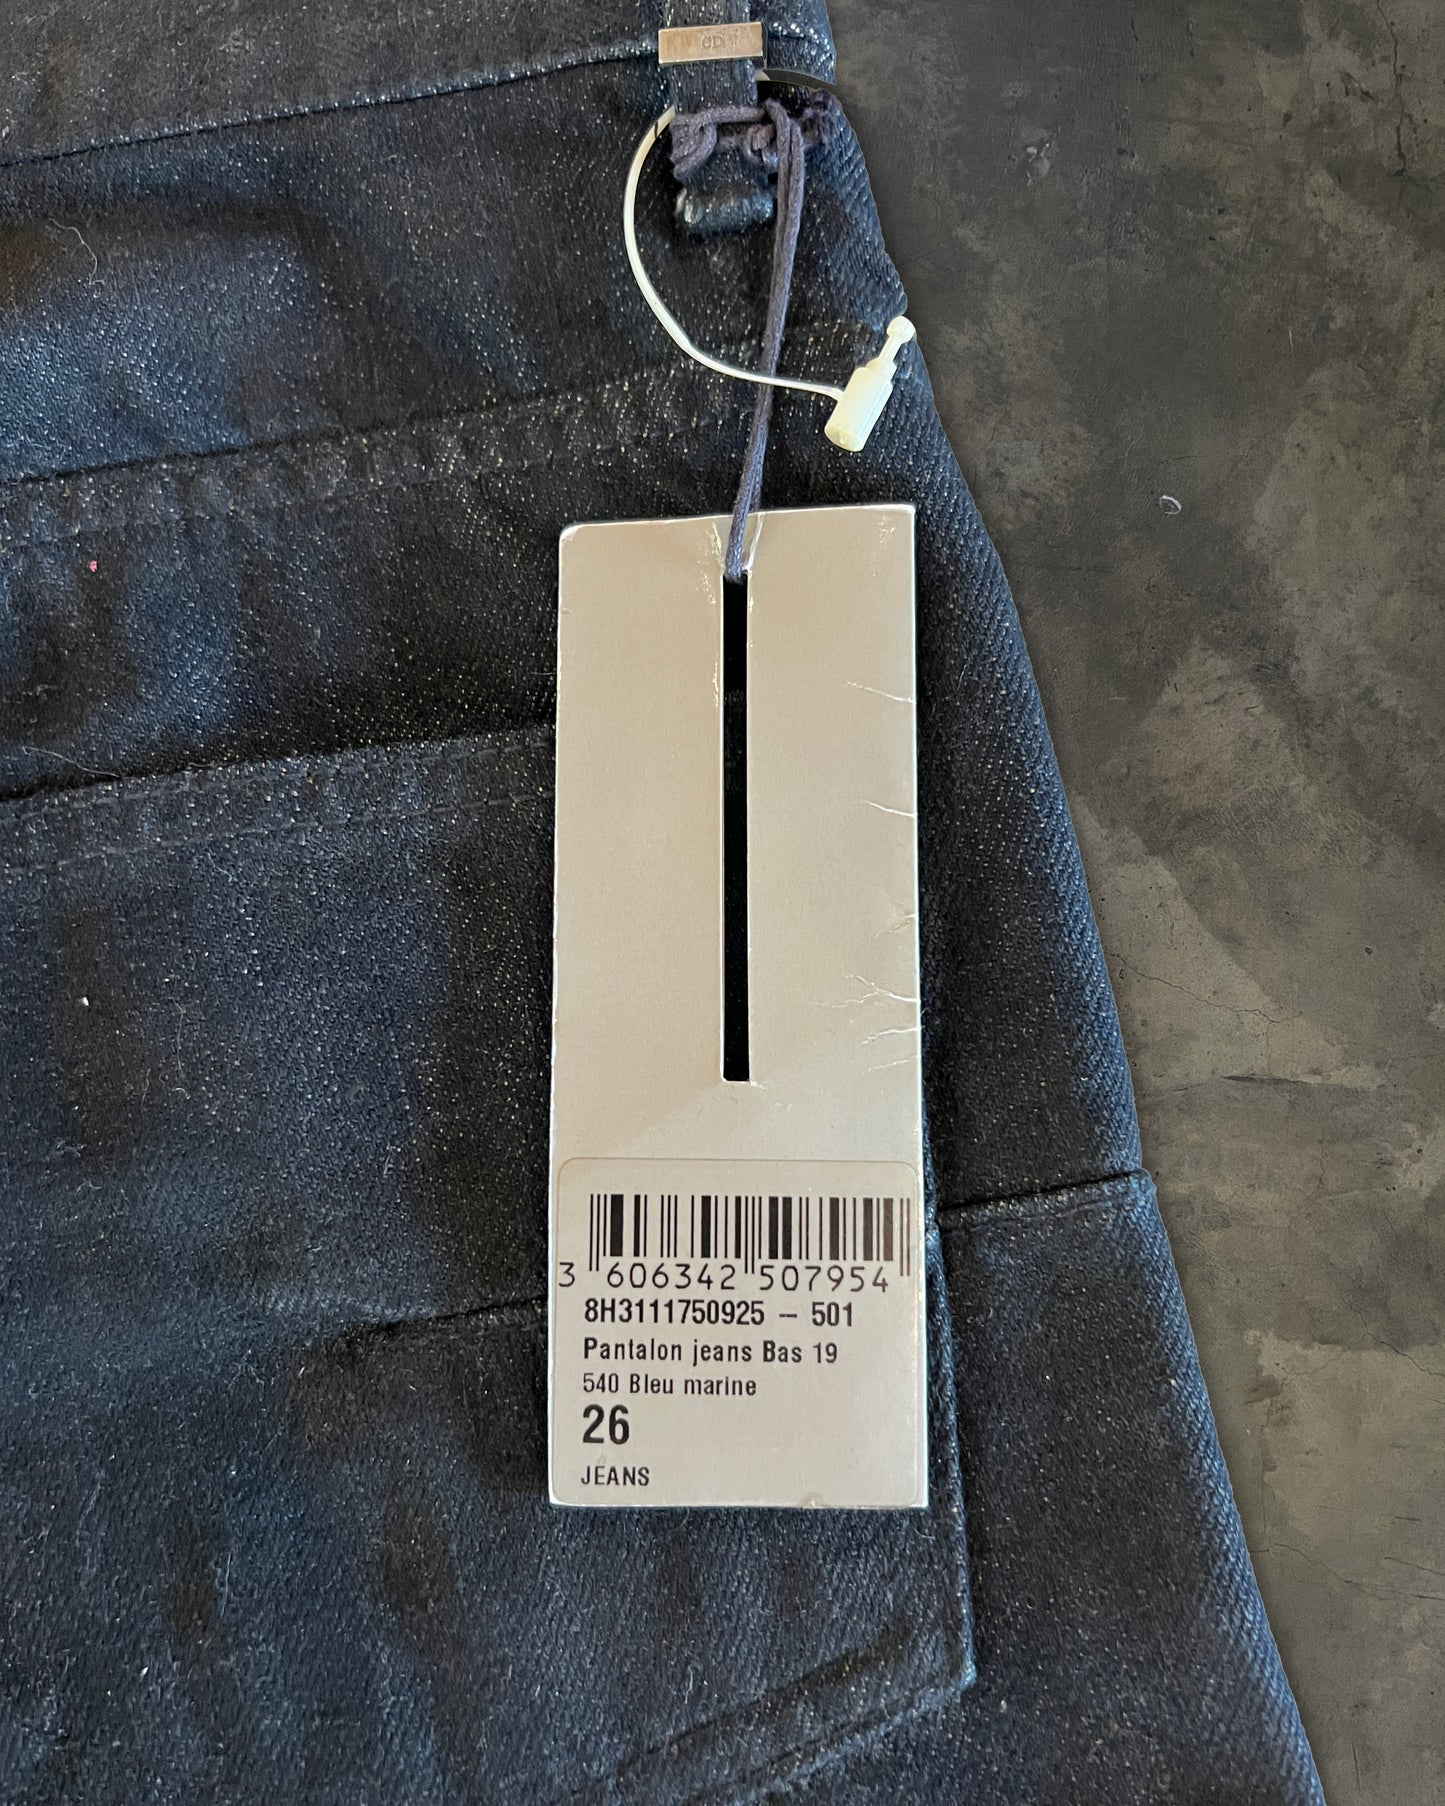 3 606342 507954
8H3111750925 – 501
Pantalon jeans Bas 19
540 Bleu marine
26
JEANS